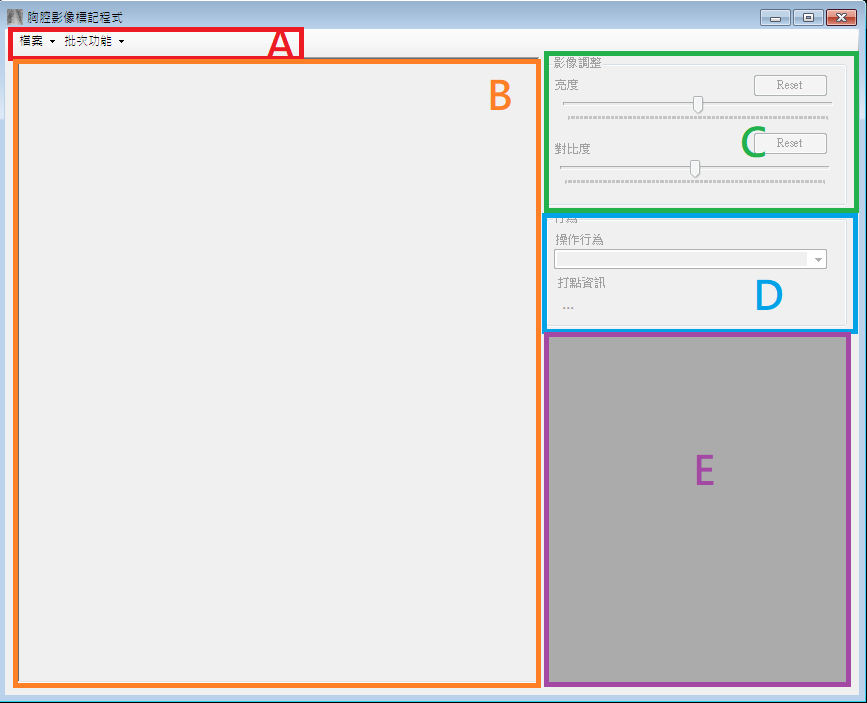 胸腔影像標記程式
檔案 批次功能 A
B
影像調整
亮度 Reset
C
對比度 Reset
行為
操作行為
打點資訊
D
...
E